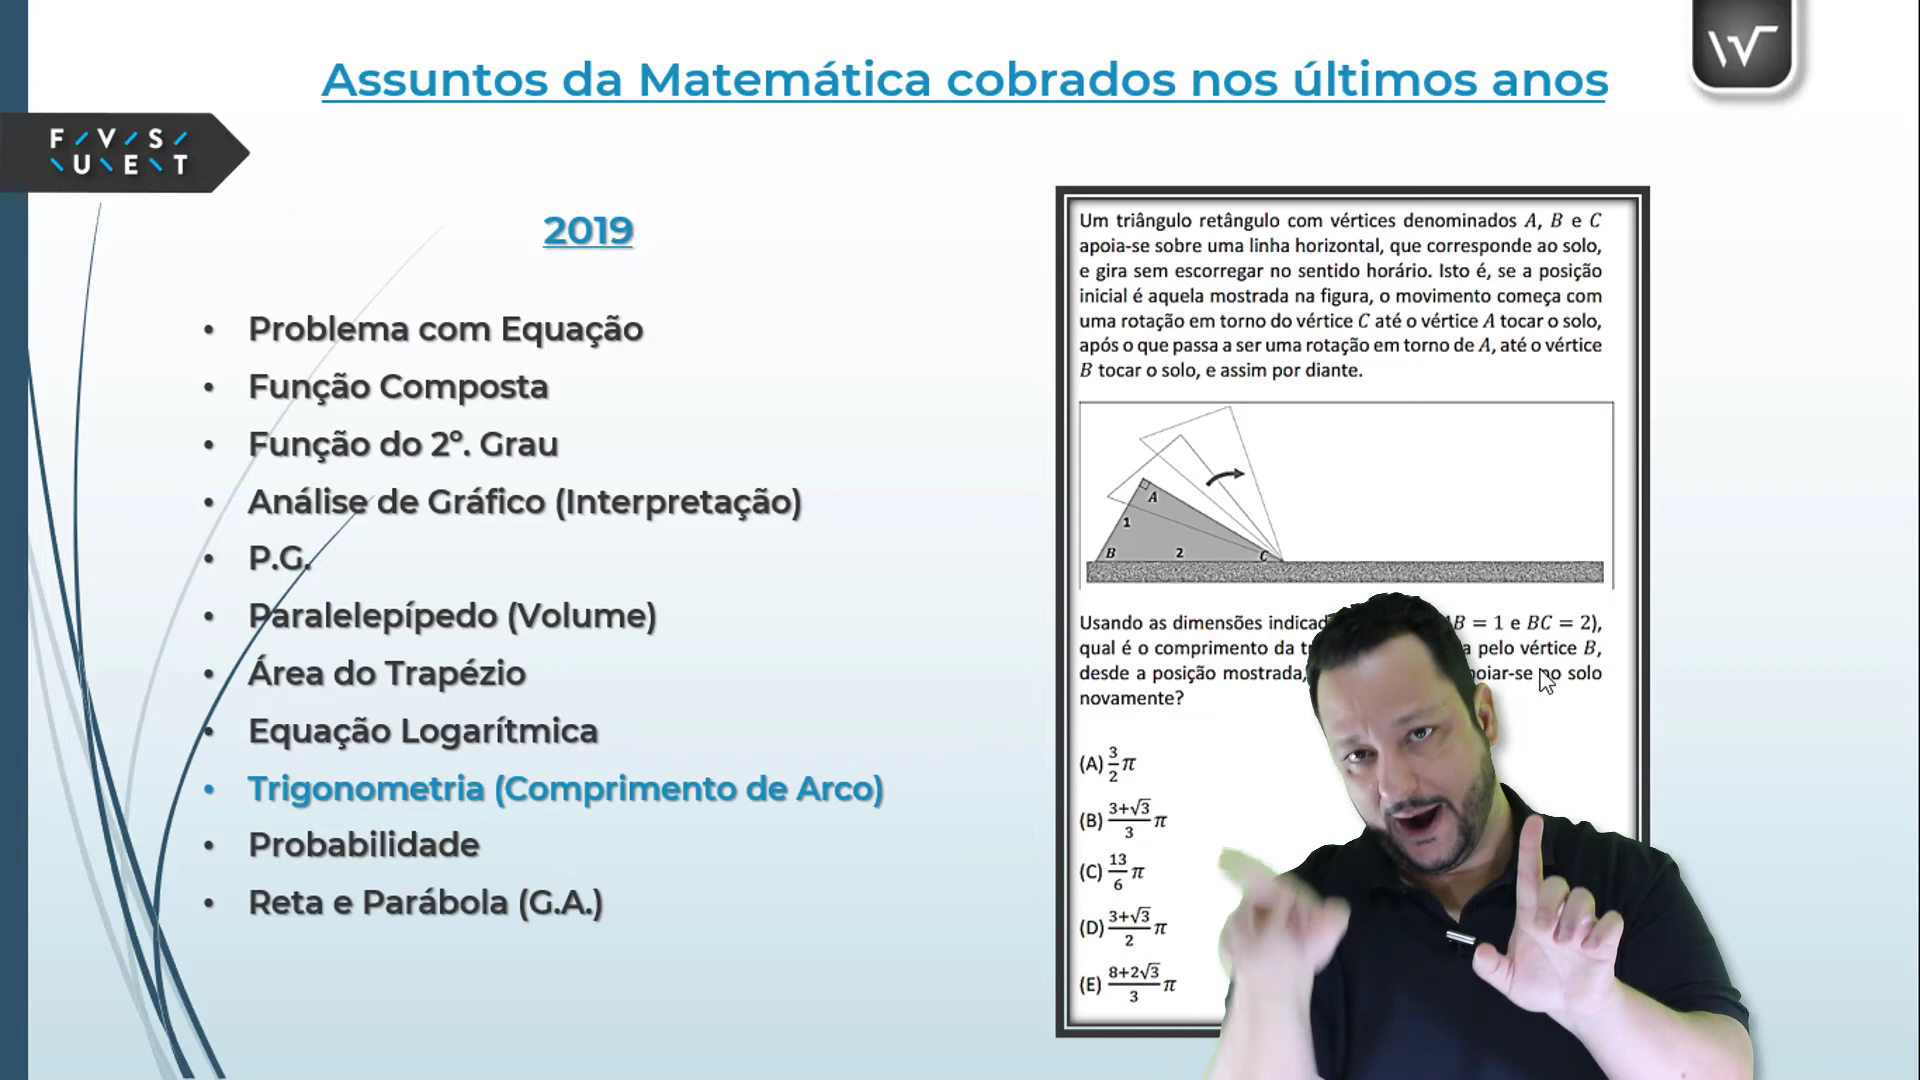 Assuntos da Matemática cobrados nos últimos anos
F V S
U E T
2019
• Problema com Equação
• Função Composta
• Função do 2º. Grau
• Análise de Gráfico (Interpretação)
• P.G.
• Paralelepípedo (Volume)
• Área do Trapézio
• Equação Logarítmica
• Trigonometria (Comprimento de Arco)
• Probabilidade
• Reta e Parábola (G.A.)
Um triângulo retângulo com vértices denominados A, B e C
apoia-se sobre uma linha horizontal, que corresponde ao solo,
e gira sem escorregar no sentido horário. Isto é, se a posição
inicial é aquela mostrada na figura, o movimento começa com
uma rotação em torno do vértice C até o vértice A tocar o solo,
após o que passa a ser uma rotação em torno de A, até o vértice
B tocar o solo, e assim por diante.
A
1
B 2 C
Usando as dimensões = 1 e BC = 2),
qual é o comprimento da pelo vértice B,
desde a posição mostrada, no solo
novamente?
(A) 3/2 π
(B) 3+√3/3 π
(C) 13/6 π
(D) 3+√3/2 π
(E) 8+2√3/3 π